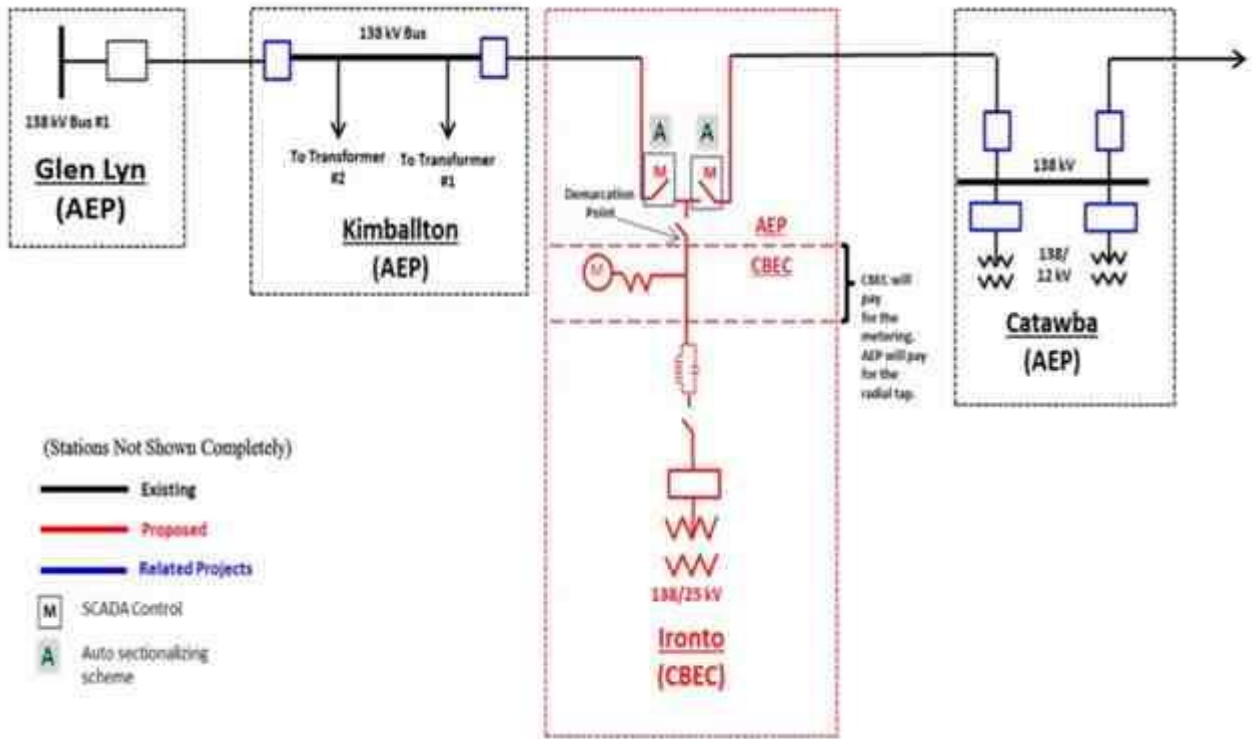 138 kV Bus #1
Glen Lyn
(AEP)
138 kV Bus
To Transformer
#2
To Transformer
#1
Kimballton
(AEP)
A
A
M
M
Demarcation
Point
AEP
CBEC
M
CBEC will
pay
for the
metering.
AEP will pay
for the
radial tap.
138/25 kV
Ironto
(CBEC)
138 kV
138/
12 kV
Catawba
(AEP)
(Stations Not Shown Completely)
Existing
Proposed
Related Projects
M
SCADA Control
A
Auto sectionalizing
scheme